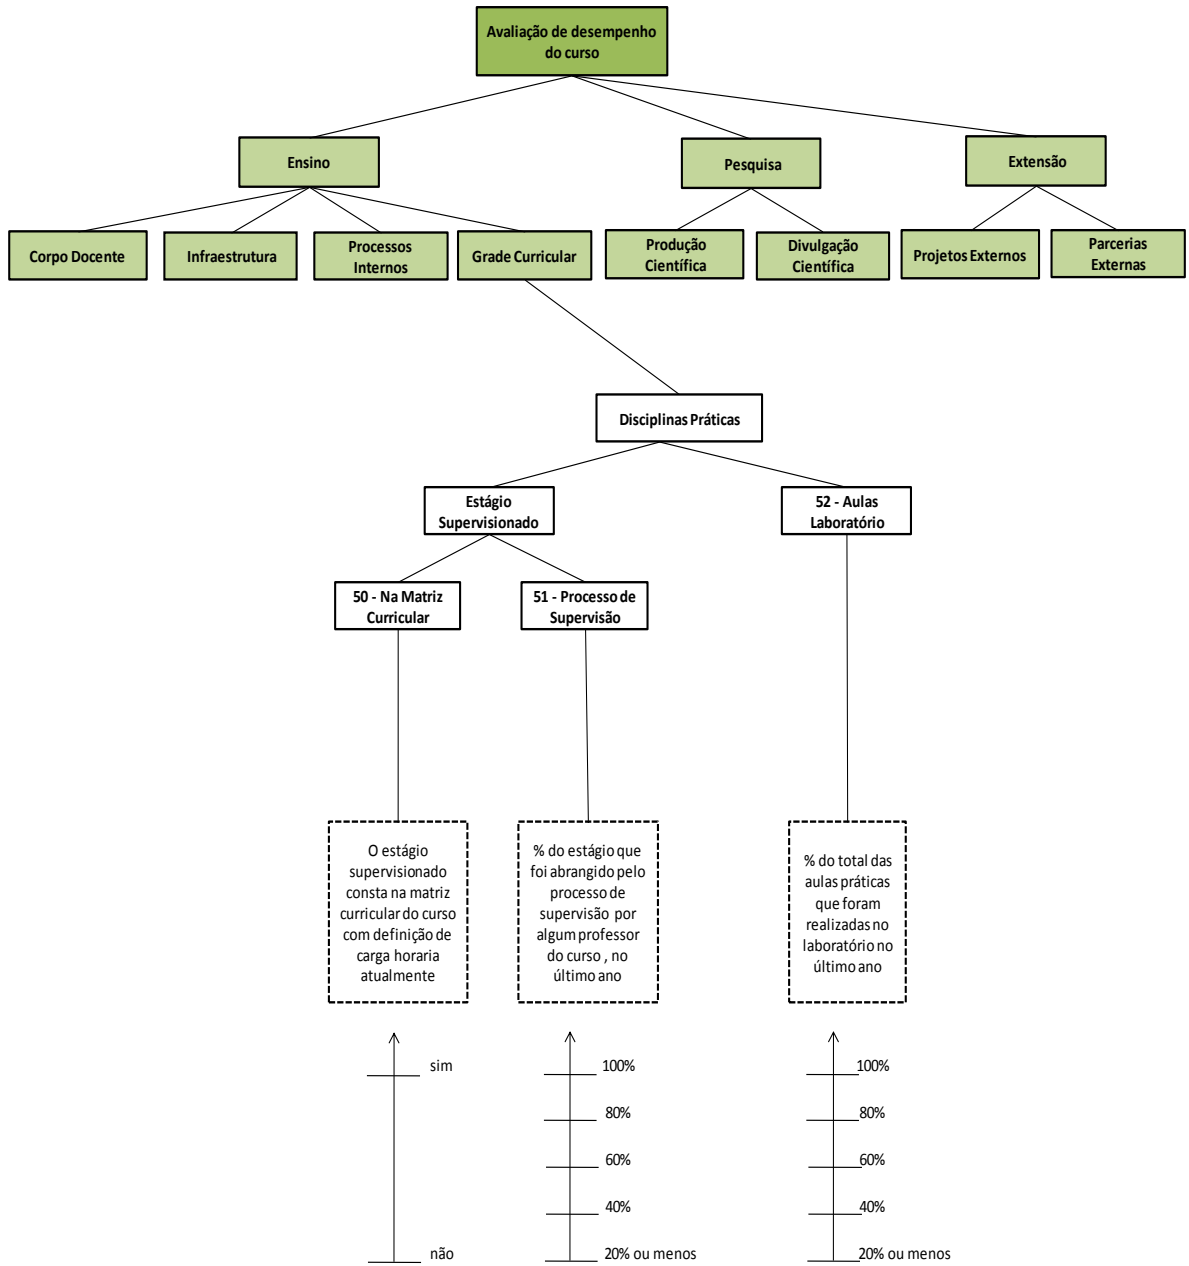 Avaliação de desempenho
do curso
Ensino
Pesquisa
Extensão
Corpo Docente
Infraestrutura
Processos
Internos
Grade Curricular
Produção
Científica
Divulgação
Científica
Projetos Externos
Parcerias
Externas
Disciplinas Práticas
Estágio
Supervisionado
52 - Aulas
Laboratório
50 - Na Matriz
Curricular
51 - Processo de
Supervisão
O estágio
supervisionado
consta na matriz
curricular do curso
com definição de
carga horaria
atualmente
% do estágio que
foi abrangido pelo
processo de
supervisão por
algum professor
do curso , no
último ano
% do total das
aulas práticas
que foram
realizadas no
laboratório no
último ano
sim
não
100%
80%
60%
40%
20% ou menos
100%
80%
60%
40%
20% ou menos